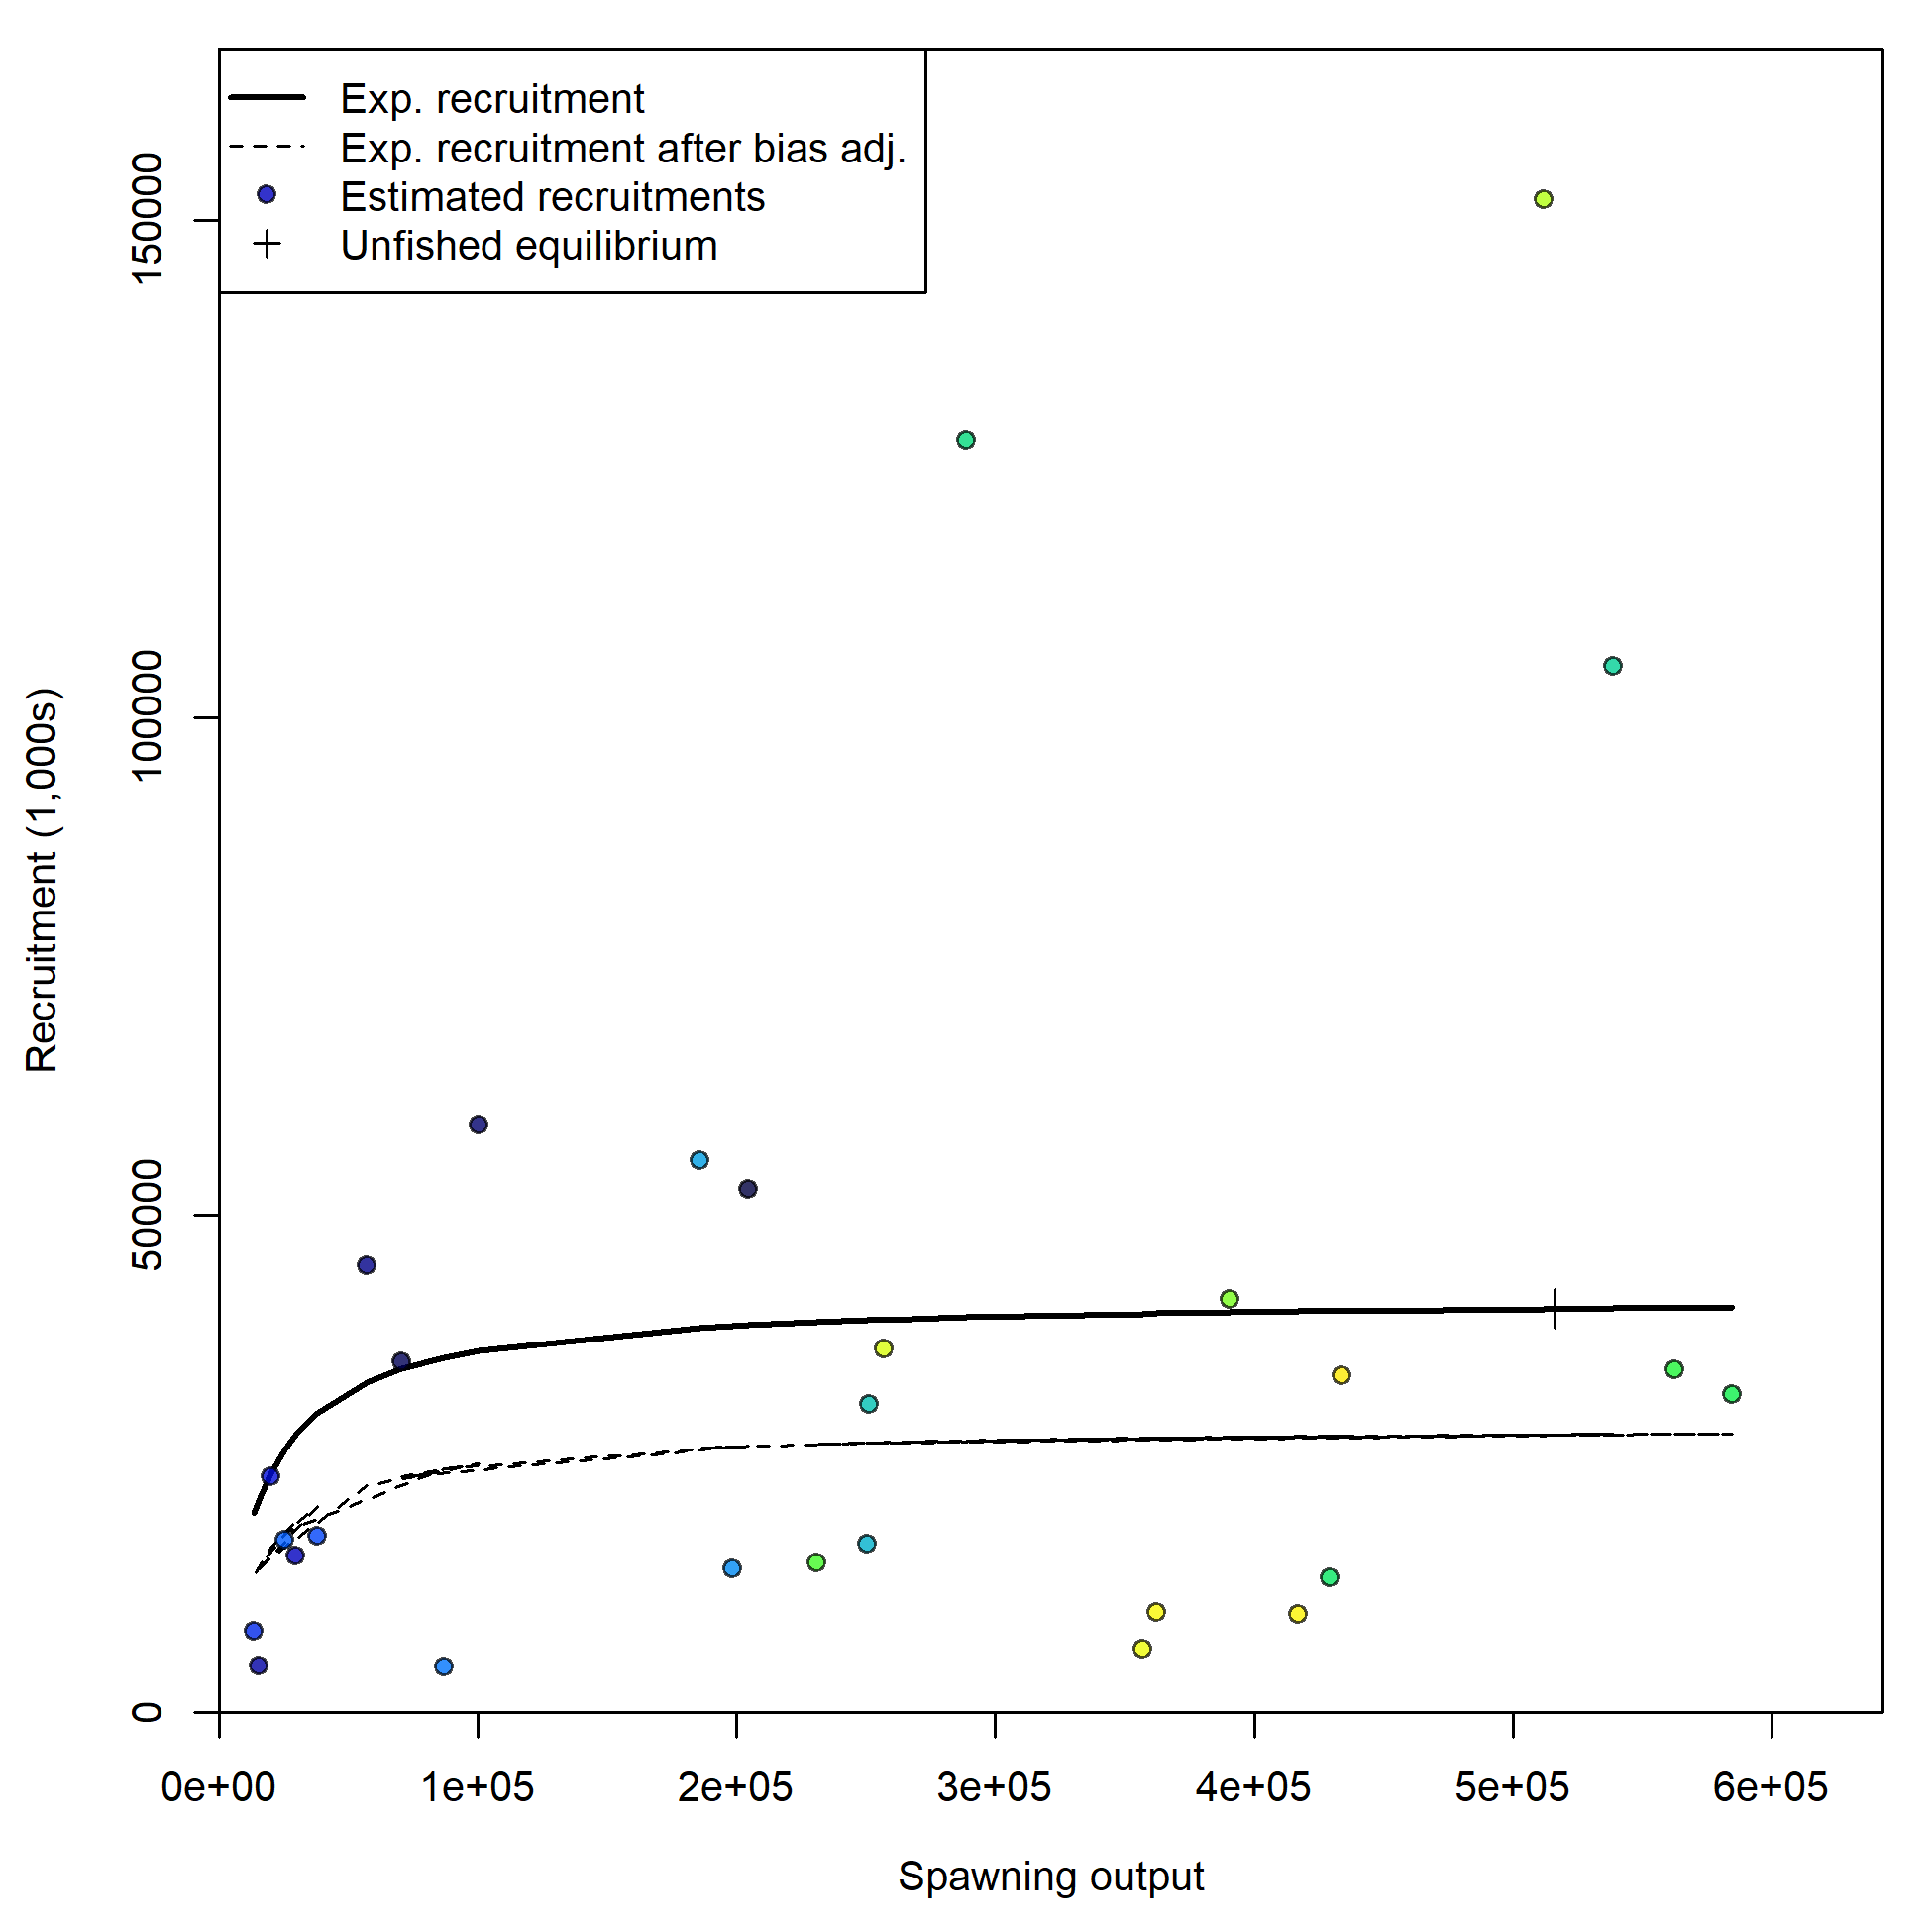 Exp. recruitment
Exp. recruitment after bias adj.
Estimated recruitments
Unfished equilibrium
Recruitment (1,000s)
150000
100000
50000
0
0e+00 1e+05 2e+05 3e+05 4e+05 5e+05 6e+05
Spawning output